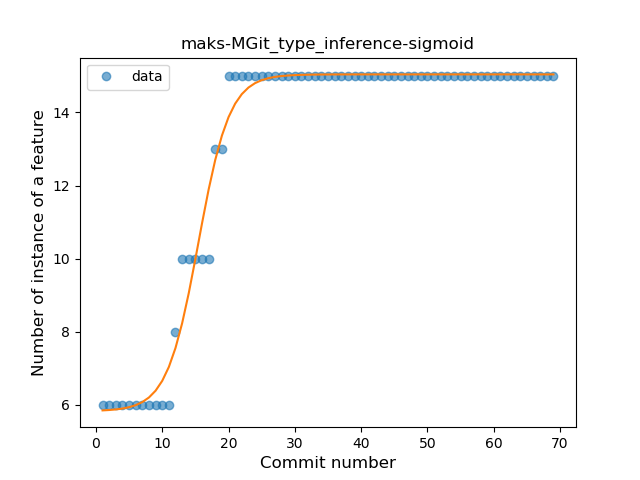 maks-MGit_type_inference-sigmoid
data
14
12
10
8
6
Number of instance of a feature
0 10 20 30 40 50 60 70
Commit number